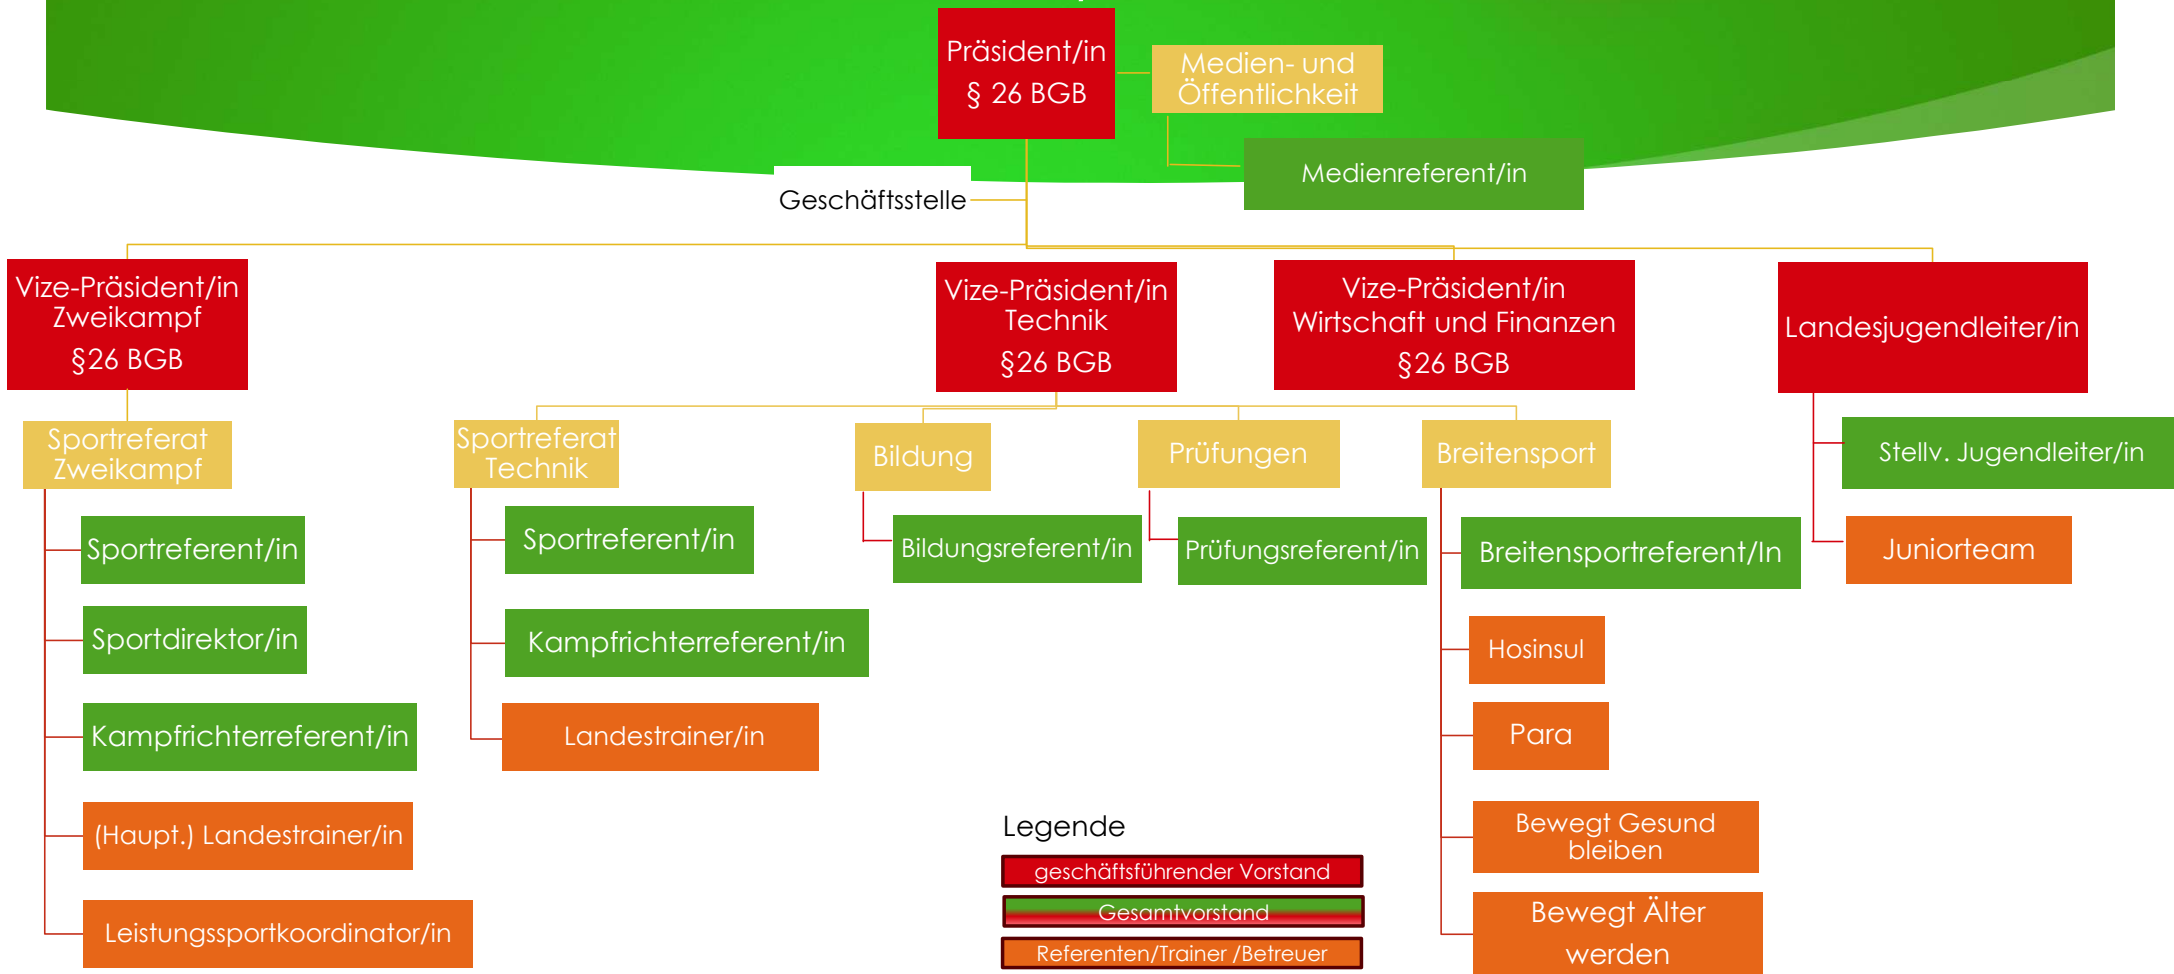 Präsident/in
§ 26 BGB
Medien- und
Öffentlichkeit
Medienreferent/in
Geschäftsstelle
Vize-Präsident/in
Zweikampf
§26 BGB
Vize-Präsident/in
Technik
§26 BGB
Vize-Präsident/in
Wirtschaft und Finanzen
§26 BGB
Landesjugendleiter/in
Sportreferat
Zweikampf
Sportreferent/in
Sportdirektor/in
Kampfrichterreferent/in
(Haupt.) Landestrainer/in
Leistungssportkoordinator/in
Sportreferat
Technik
Sportreferent/in
Kampfrichterreferent/in
Landestrainer/in
Bildung
Bildungsreferent/in
Prüfungen
Prüfungsreferent/in
Breitensport
Breitensportreferent/In
Hosinsul
Para
Bewegt Gesund
bleiben
Bewegt Älter
werden
Stellv. Jugendleiter/in
Juniorteam
Legende
geschäftsführender Vorstand
Gesamtvorstand
Referenten/Trainer /Betreuer